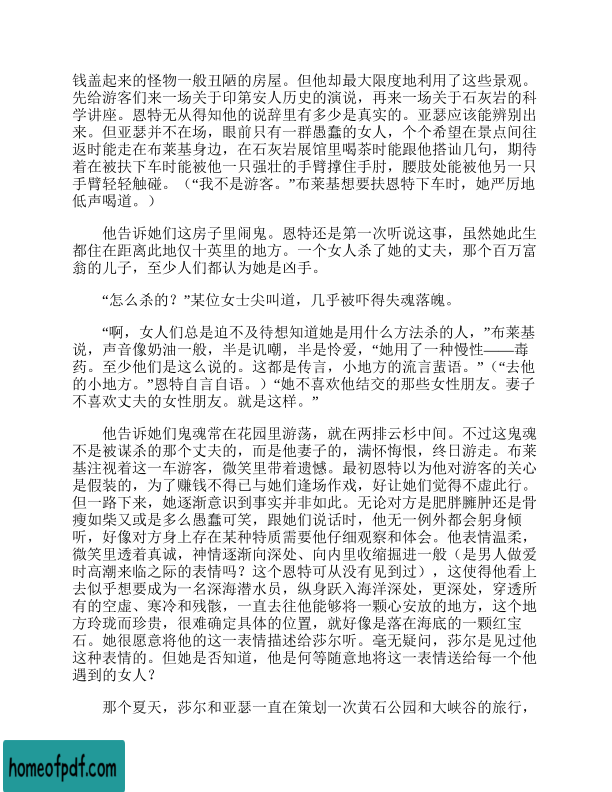 钱盖起来的怪物一般丑陋的房屋。但他却最大限度地利用了这些景观。
先给游客们来一场关于印第安人历史的演说，再来一场关于石灰岩的科
学讲座。恩特无从得知他的说辞里有多少是真实的。亚瑟应该能辨别出
来。但亚瑟并不在场，眼前只有一群愚蠢的女人，个个希望在景点间往
返时能走在布莱基身边，在石灰岩展馆里喝茶时能跟他搭讪几句，期待
着在被扶下车时能被他一只强壮的手臂撑住手肘，腰肢处能被他另一只
手臂轻轻触碰。（“我不是游客。”布莱基想要扶恩特下车时，她严厉地
低声喝道。）
他告诉她们这房子里闹鬼。恩特还是第一次听说这事，虽然她此生
都住在距离此地仅十英里的地方。一个女人杀了她的丈夫，那个百万富
翁的儿子，至少人们都认为她是凶手。
“怎么杀的？”某位女士尖叫道，几乎被吓得失魂落魄。
“啊，女人们总是迫不及待想知道她是用什么方法杀的人，”布莱基
说，声音像奶油一般，半是讥嘲，半是怜爱，“她用了一种慢性——毒
药。至少他们是这么说的。这都是传言，小地方的流言蜚语。”（“去他
的小地方。”恩特自言自语。）“她不喜欢他结交的那些女性朋友。妻子
不喜欢丈夫的女性朋友。就是这样。”
他告诉她们鬼魂常在花园里游荡，就在两排云杉中间。不过这鬼魂
不是被谋杀的那个丈夫的，而是他妻子的，满怀悔恨，终日游走。布莱
基注视着这一车游客，微笑里带着遗憾。最初恩特以为他对游客的关心
是假装的，为了赚钱不得已与她们逢场作戏，好让她们觉得不虚此行。
但一路下来，她逐渐意识到事实并非如此。无论对方是肥胖臃肿还是骨
瘦如柴又或是多么愚蠢可笑，跟她们说话时，他无一例外都会躬身倾
听，好像对方身上存在某种特质需要他仔细观察和体会。他表情温柔，
微笑里透着真诚，神情逐渐向深处、向内里收缩掘进一般（是男人做爱
时高潮来临之际的表情吗？这个恩特可从没有见到过），这使得他看上
去似乎想要成为一名深海潜水员，纵身跃入海洋深处，更深处，穿透所
有的空虚、寒冷和残骸，一直去往他能够将一颗心安放的地方，这个地
方玲珑而珍贵，很难确定具体的位置，就好像是落在海底的一颗红宝
石。她很愿意将他的这一表情描述给莎尔听。毫无疑问，莎尔是见过他
这种表情的。但她是否知道，他是何等随意地将这一表情送给每一个他
遇到的女人？
那个夏天，莎尔和亚瑟一直在策划一次黄石公园和大峡谷的旅行，
homeofpdf.com